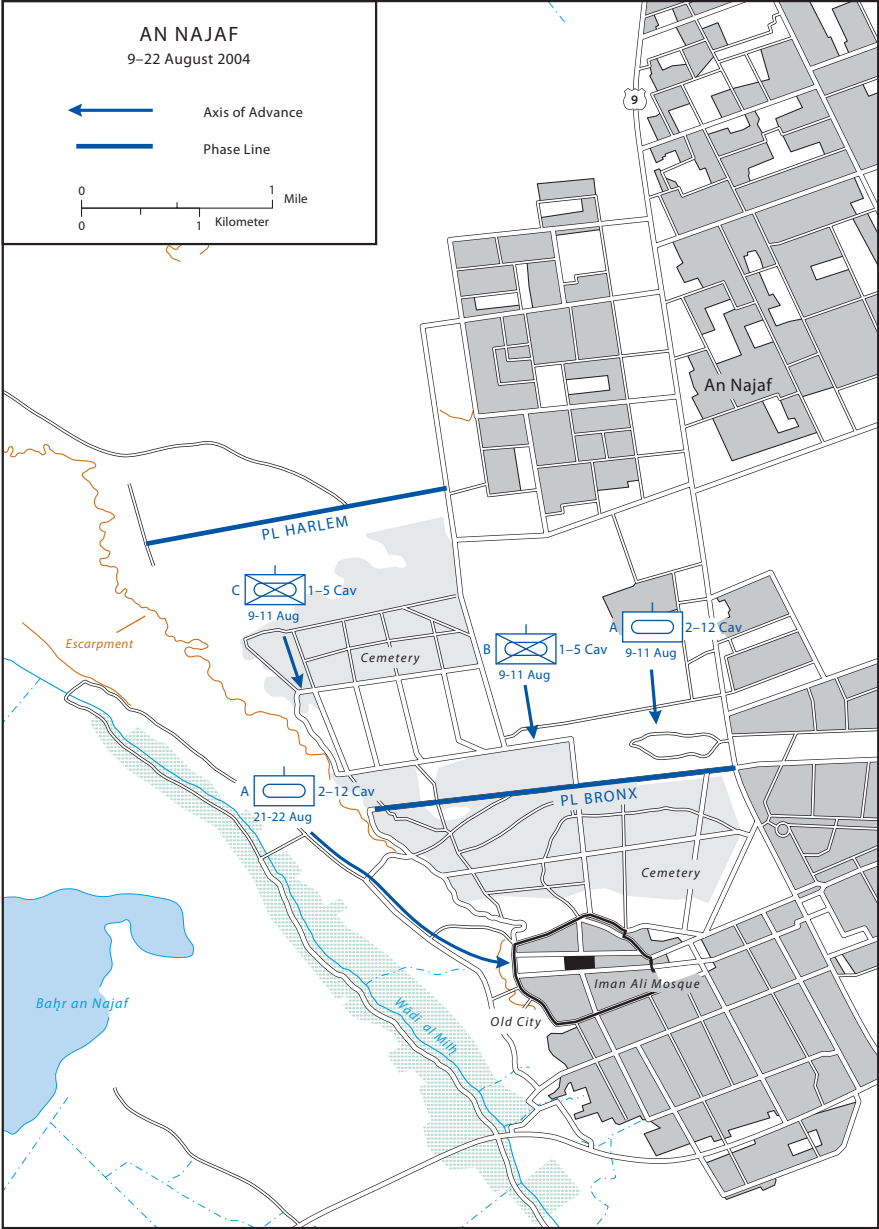 AN NAJAF
9–22 August 2004
Axis of Advance
Phase Line
0 1
Mile
0 1 Kilometer
9
An Najaf
PL HARLEM
C 1–5 Cav
9-11 Aug
A 2–12 Cav
9-11 Aug
B 1–5 Cav
9-11 Aug
Escarpment
Cemetery
A 2–12 Cav
21-22 Aug
PL BRONX
Cemetery
Iman Ali Mosque
Old City
Baḩr an Najaf
Wādī al Milḩ